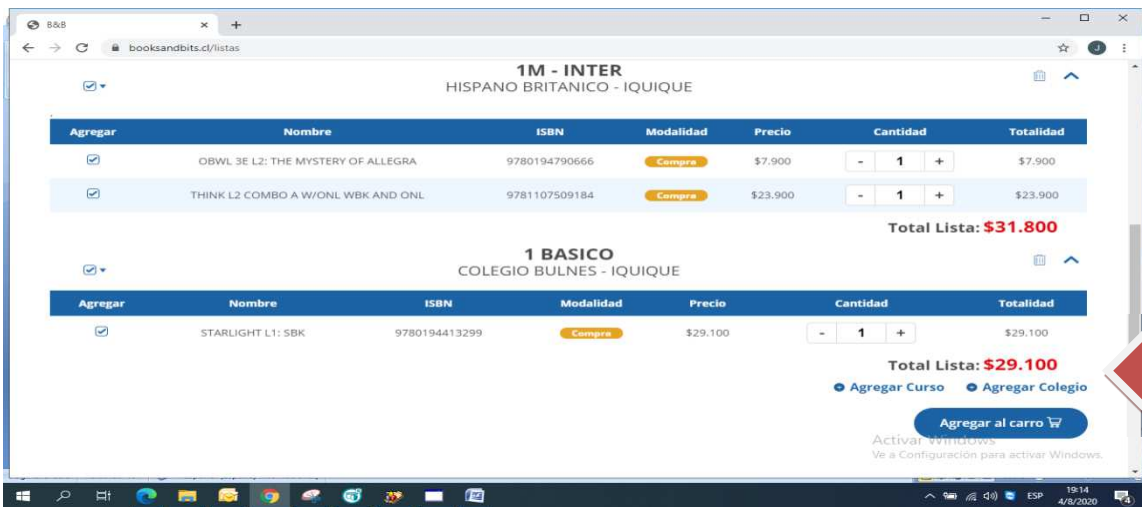 B&B
booksandbits.cl/listas
J
1M - INTER
HISPANO BRITANICO - IQUIQUE
Agregar Nombre ISBN Modalidad Precio Cantidad Totalidad
OBWL 3E L2: THE MYSTERY OF ALLEGRA 9780194790666 Compra $7.900 - 1 + $7.900
THINK L2 COMBO A W/ONL WBK AND ONL 9781107509184 Compra $23.900 - 1 + $23.900
Total Lista: $31.800
1 BASICO
COLEGIO BULNES - IQUIQUE
Agregar Nombre ISBN Modalidad Precio Cantidad Totalidad
STARLIGHT L1: SBK 9780194413299 Compra $29.100 - 1 + $29.100
Total Lista: $29.100
Agregar Curso Agregar Colegio
Agregar al carro
Activar Windows
Ve a Configuración para activar Windows.
ESP 19:14
4/8/2020
4